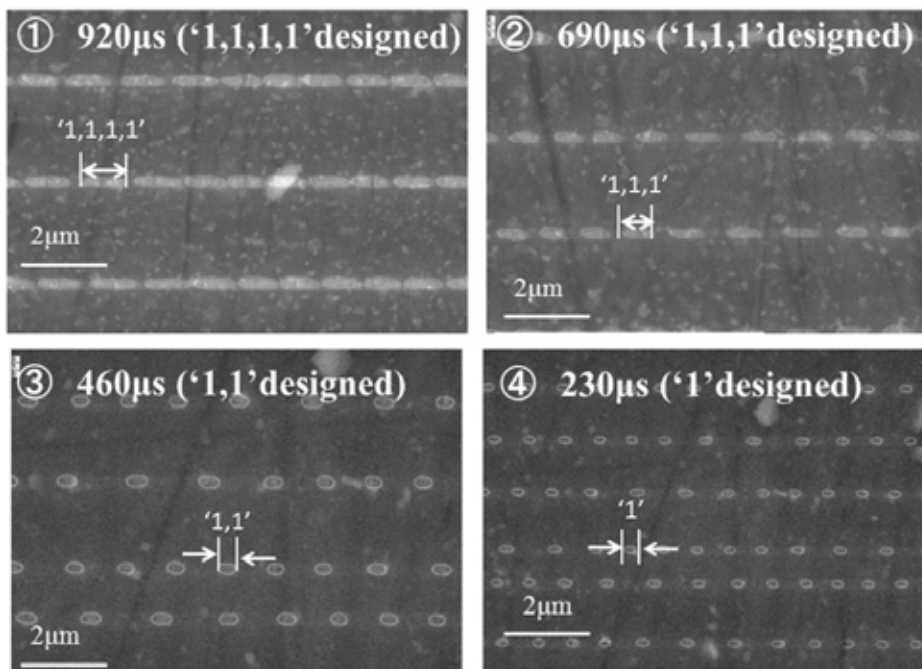 ① 920μs (‘1,1,1,1’designed)
‘1,1,1,1’
2μm
② 690μs (‘1,1,1’designed)
‘1,1,1’
2μm
③ 460μs (‘1,1’designed)
‘1,1’
2μm
④ 230μs (‘1’designed)
‘1’
2μm